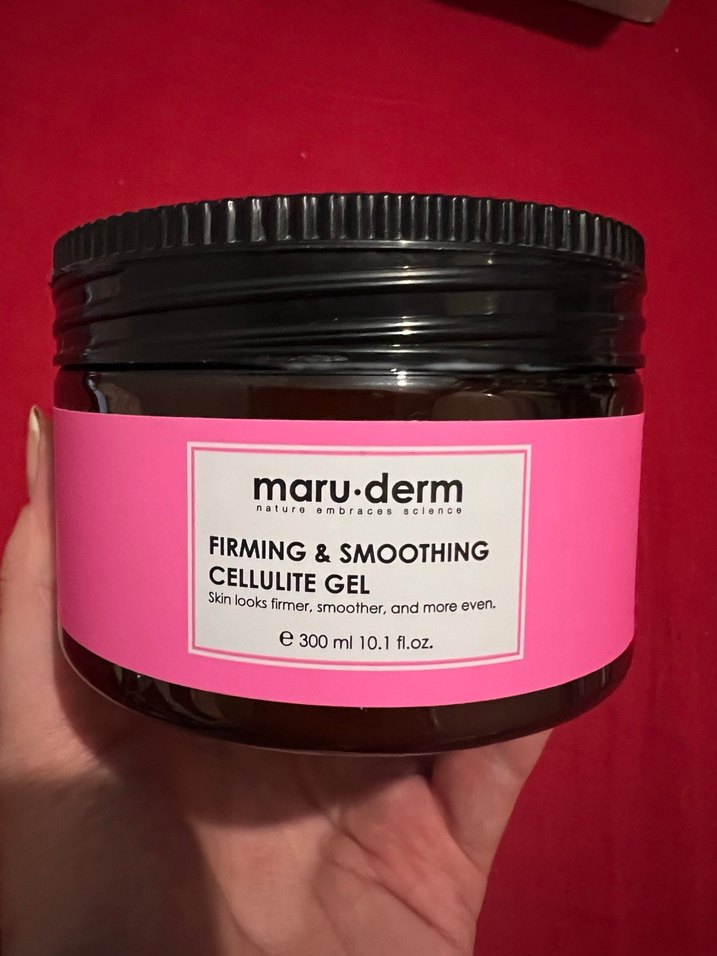 maru·derm
nature embraces science
FIRMING & SMOOTHING
CELLULITE GEL
Skin looks firmer, smoother, and more even.
℮ 300 ml 10.1 fl.oz.